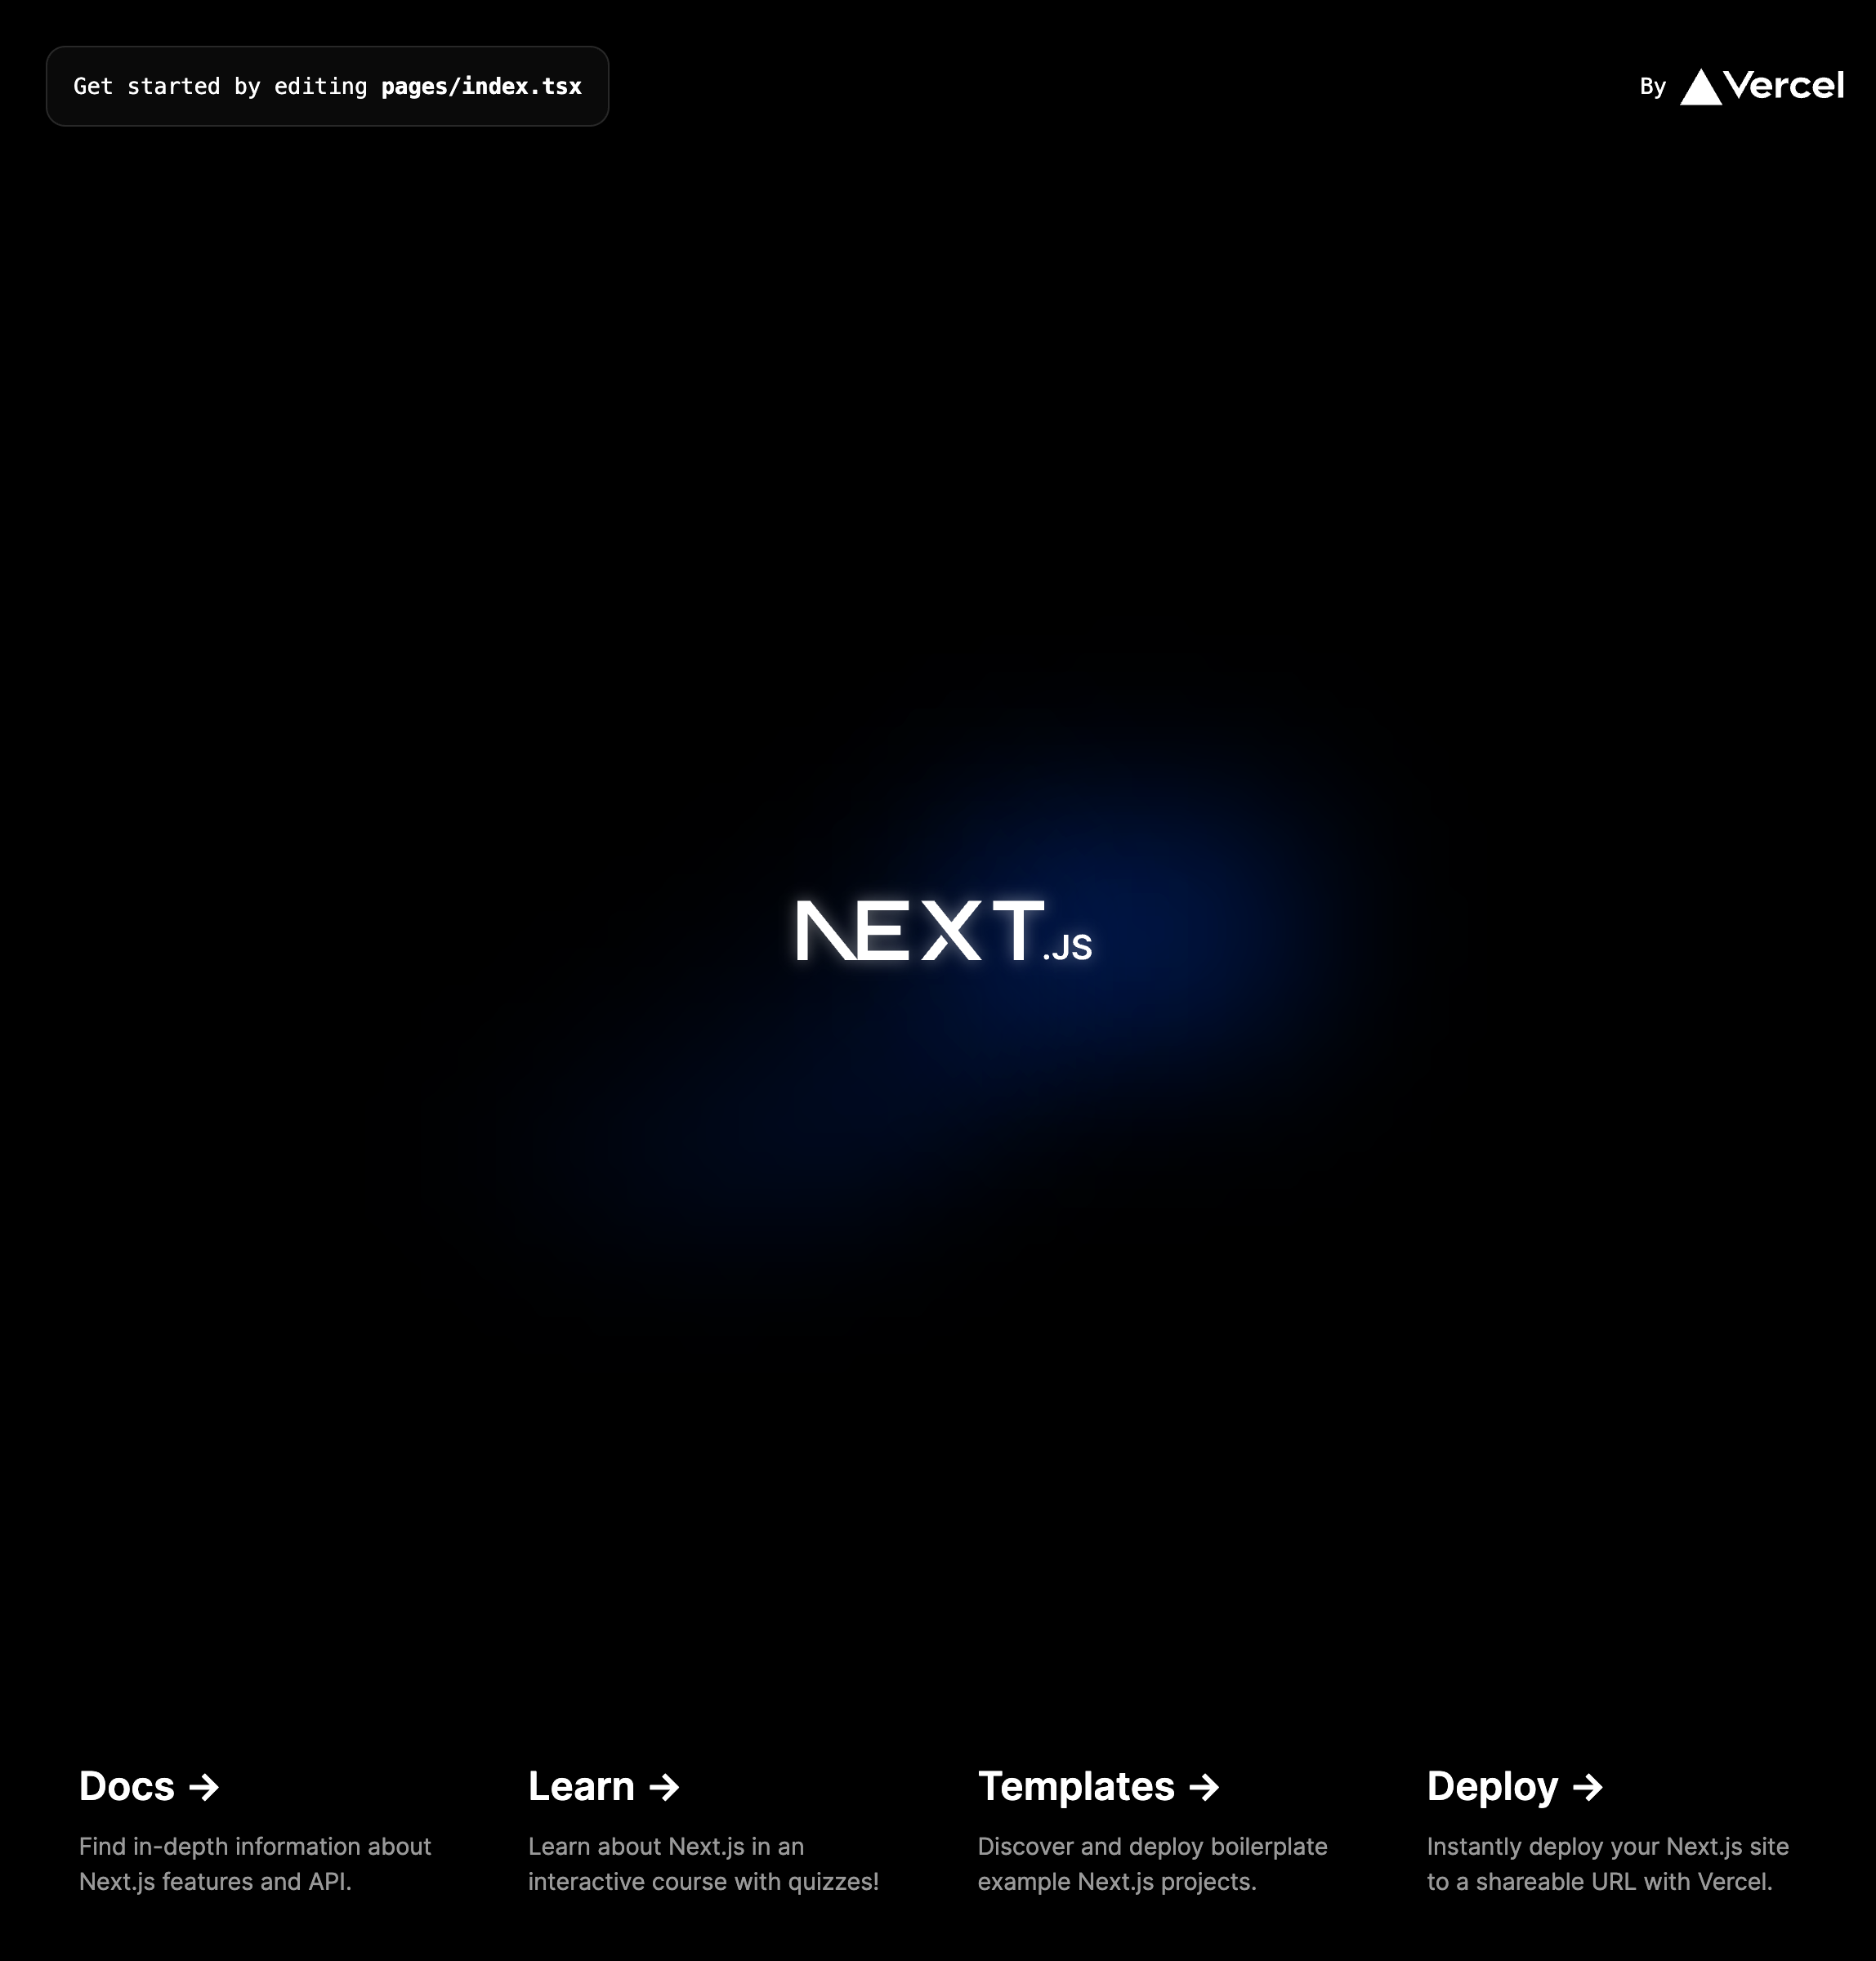 Get started by editing pages/index.tsx
By Vercel
NEXT.JS
Docs →
Find in-depth information about
Next.js features and API.
Learn →
Learn about Next.js in an
interactive course with quizzes!
Templates →
Discover and deploy boilerplate
example Next.js projects.
Deploy →
Instantly deploy your Next.js site
to a shareable URL with Vercel.